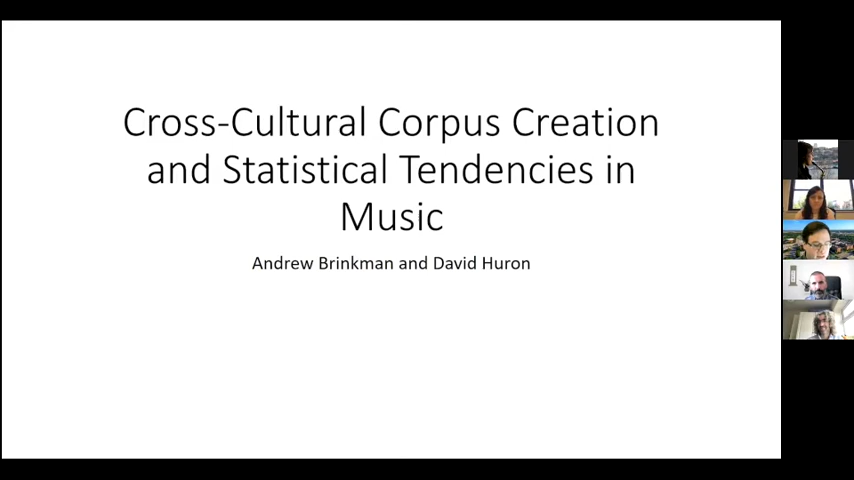 Cross-Cultural Corpus Creation
and Statistical Tendencies in
Music
Andrew Brinkman and David Huron